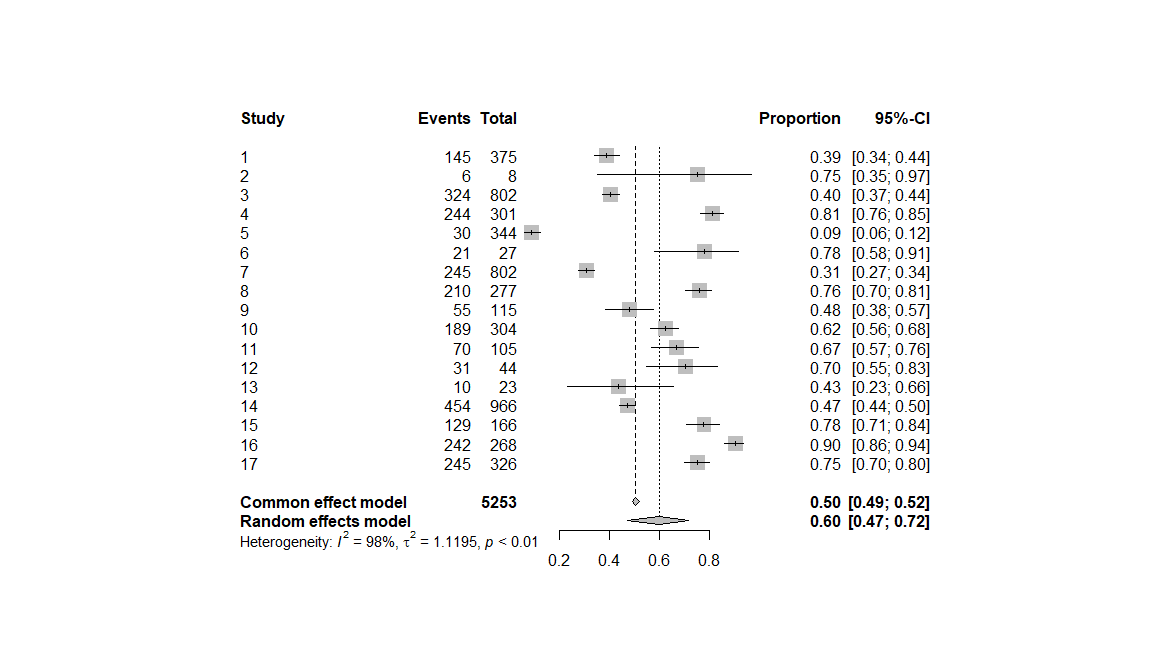 Study Events Total Proportion 95%-CI
1 145 375 0.39 [0.34; 0.44]
2 6 8 0.75 [0.35; 0.97]
3 324 802 0.40 [0.37; 0.44]
4 244 301 0.81 [0.76; 0.85]
5 30 344 0.09 [0.06; 0.12]
6 21 27 0.78 [0.58; 0.91]
7 245 802 0.31 [0.27; 0.34]
8 210 277 0.76 [0.70; 0.81]
9 55 115 0.48 [0.38; 0.57]
10 189 304 0.62 [0.56; 0.68]
11 70 105 0.67 [0.57; 0.76]
12 31 44 0.70 [0.55; 0.83]
13 10 23 0.43 [0.23; 0.66]
14 454 966 0.47 [0.44; 0.50]
15 129 166 0.78 [0.71; 0.84]
16 242 268 0.90 [0.86; 0.94]
17 245 326 0.75 [0.70; 0.80]
Common effect model 5253 0.50 [0.49; 0.52]
Random effects model 0.60 [0.47; 0.72]
Heterogeneity: I² = 98%, τ² = 1.1195, p < 0.01
0.2 0.4 0.6 0.8